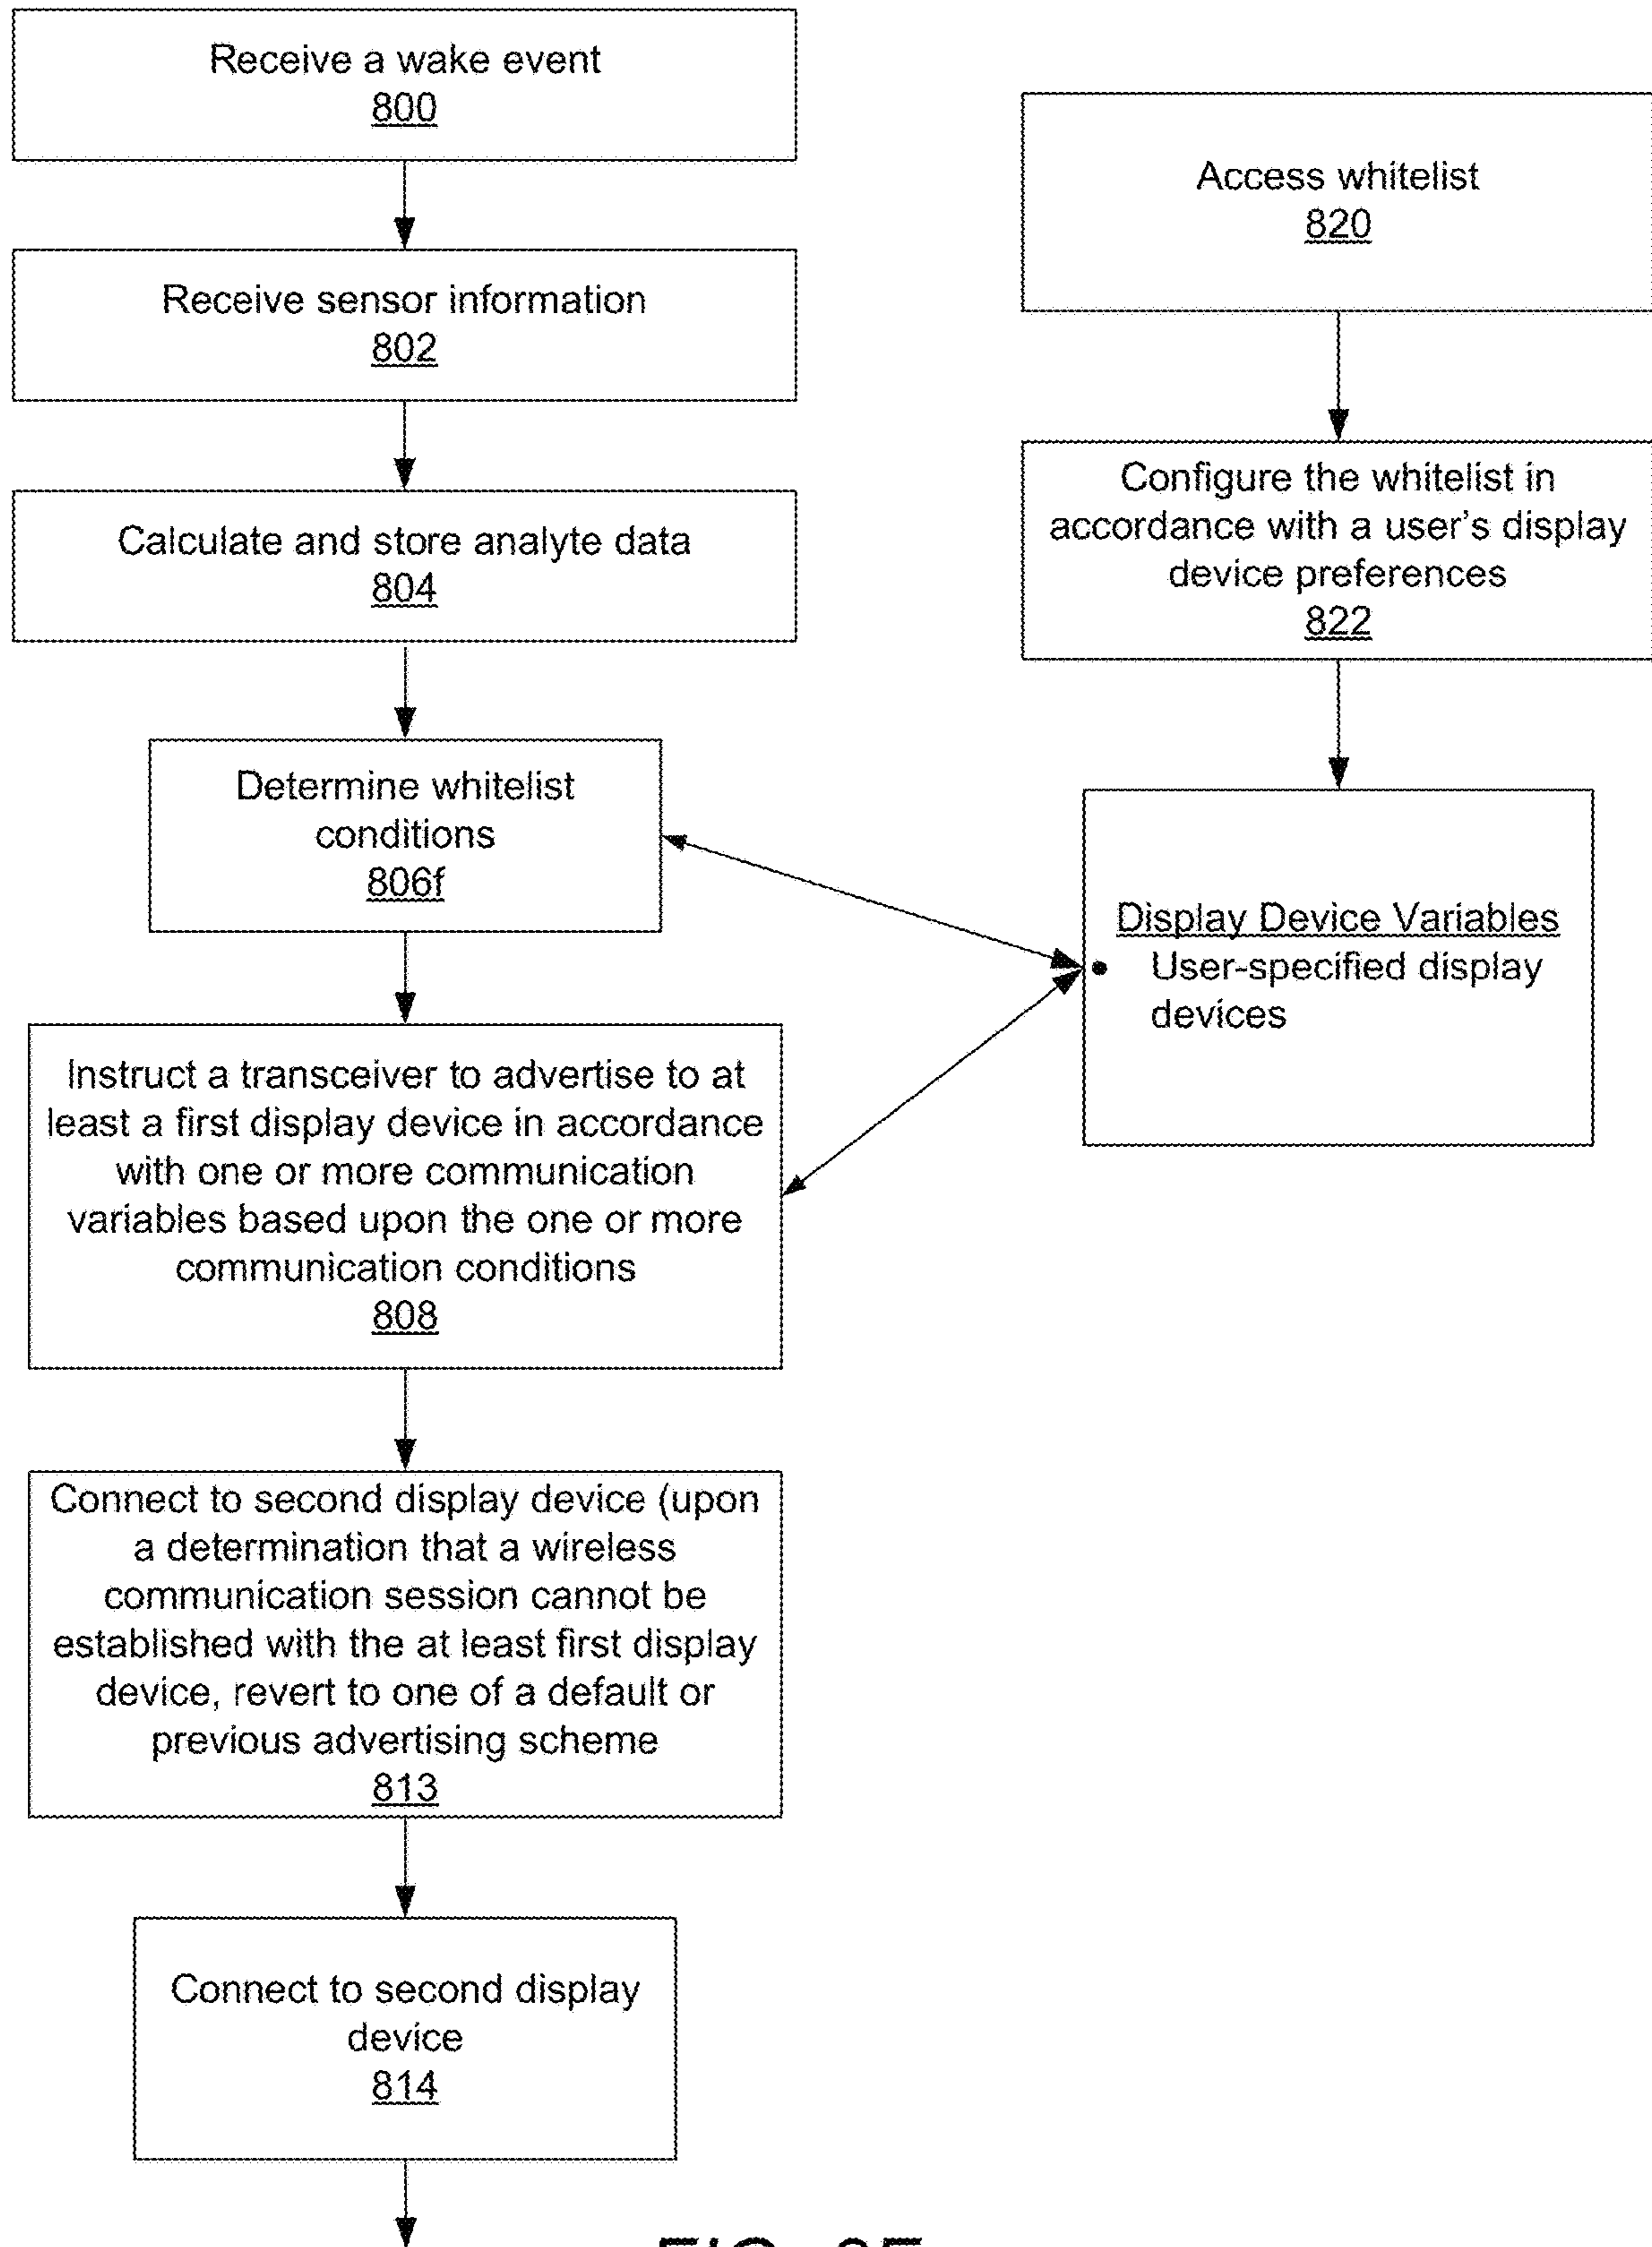 Receive a wake event
800
Receive sensor information
802
Calculate and store analyte data
804
Determine whitelist
conditions
806f
Instruct a transceiver to advertise to at
least a first display device in accordance
with one or more communication
variables based upon the one or more
communication conditions
808
Connect to second display device (upon
a determination that a wireless
communication session cannot be
established with the at least first display
device, revert to one of a default or
previous advertising scheme
813
Connect to second display
device
814
Access whitelist
820
Configure the whitelist in
accordance with a user's display
device preferences
822
Display Device Variables
• User-specified display
devices